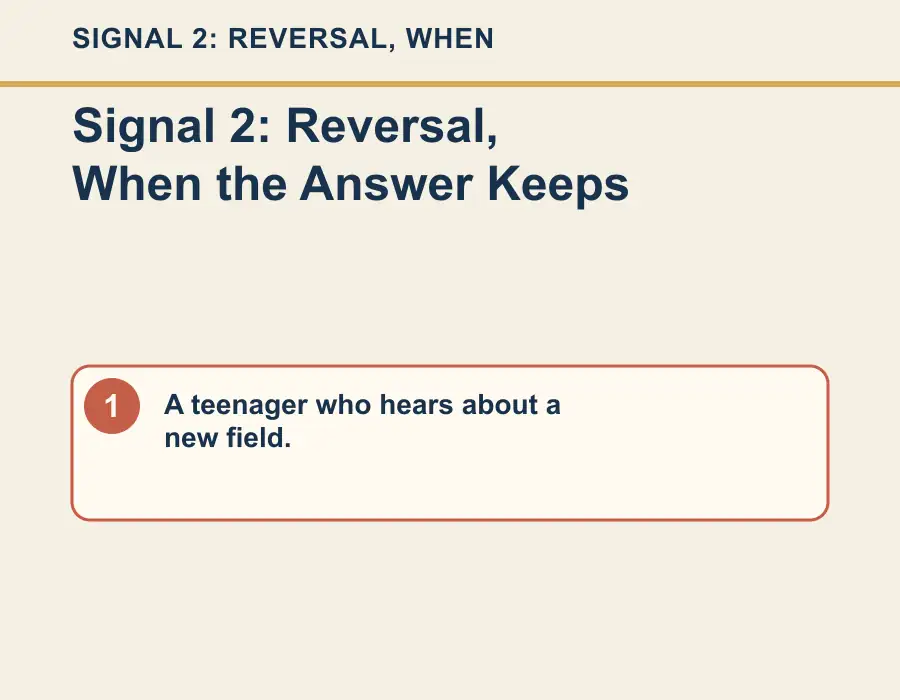 SIGNAL 2: REVERSAL, WHEN
Signal 2: Reversal,
When the Answer Keeps
1
A teenager who hears about a
new field.